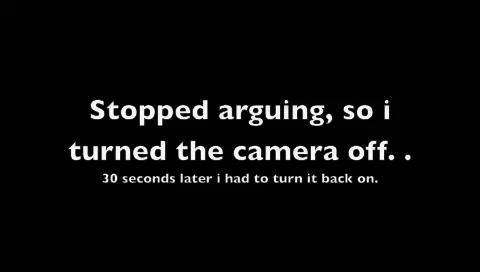 Stopped arguing, so i
turned the camera off. .
30 seconds later i had to turn it back on.